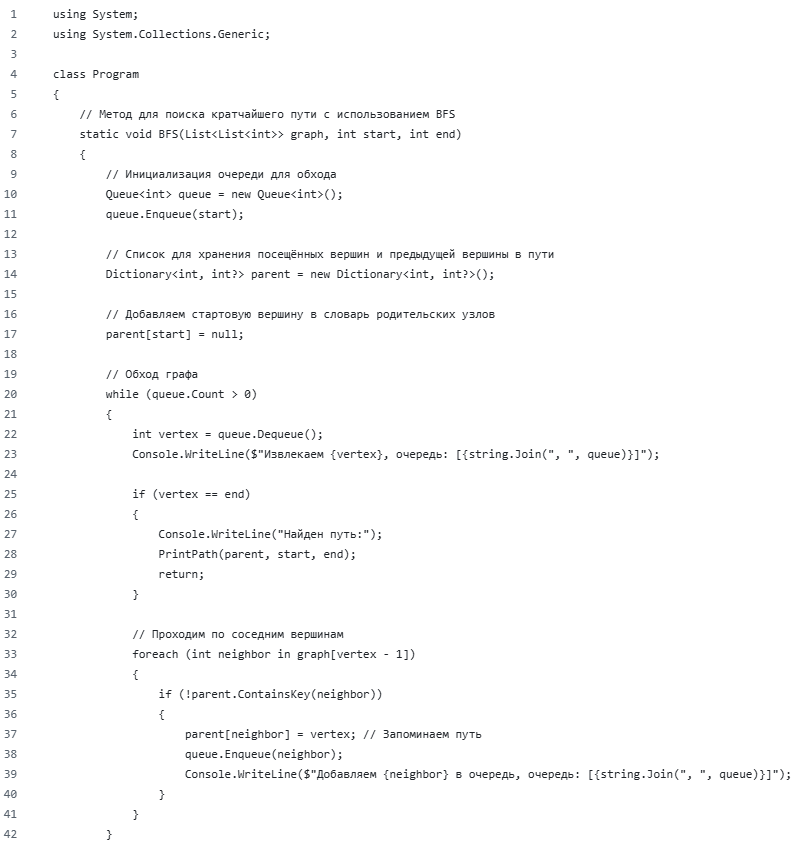 1 using System;
2 using System.Collections.Generic;
3
4 class Program
5 {
6 // Метод для поиска кратчайшего пути с использованием BFS
7 static void BFS(List<List<int>> graph, int start, int end)
8 {
9 // Инициализация очереди для обхода
10 Queue<int> queue = new Queue<int>();
11 queue.Enqueue(start);
12
13 // Список для хранения посещённых вершин и предыдущей вершины в пути
14 Dictionary<int, int?> parent = new Dictionary<int, int?>();
15
16 // Добавляем стартовую вершину в словарь родительских узлов
17 parent[start] = null;
18
19 // Обход графа
20 while (queue.Count > 0)
21 {
22 int vertex = queue.Dequeue();
23 Console.WriteLine($"Извлекаем {vertex}, очередь: [{string.Join(", ", queue)}]");
24
25 if (vertex == end)
26 {
27 Console.WriteLine("Найден путь:");
28 PrintPath(parent, start, end);
29 return;
30 }
31
32 // Проходим по соседним вершинам
33 foreach (int neighbor in graph[vertex - 1])
34 {
35 if (!parent.ContainsKey(neighbor))
36 {
37 parent[neighbor] = vertex; // Запоминаем путь
38 queue.Enqueue(neighbor);
39 Console.WriteLine($"Добавляем {neighbor} в очередь, очередь: [{string.Join(", ", queue)}]");
40 }
41 }
42 }